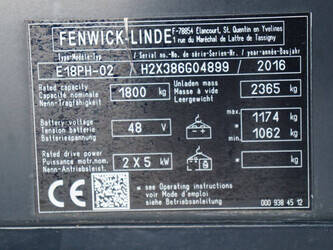 FENWICK-LINDE
F-78854 Elancourt, St. Quentin en Yvelines
1 rue du Maréchal de Lattre de Tassigny
Type-Modèle-Typ / Serial no.-No de série-Serien-Nr. / year-année-Baujahr
E18PH-02 / H2X386G04899 / 2016
Rated capacity
Capacité nominale
Nenn-Tragfähigkeit
1800 kg
Unladen mass
Masse à vide
Leergewicht
2365 kg
Battery voltage
Tension batterie
Batteriespannung
48 V
max
1174 kg
min
* 1062 kg
Rated drive power
Puissance motr.nom.
Nenn-Antriebsleist.
2 X 5 kW
* kg
CE
* see Operating instructions
voir Mode d'emploi
siehe Betriebsanleitung
000 938 45 12